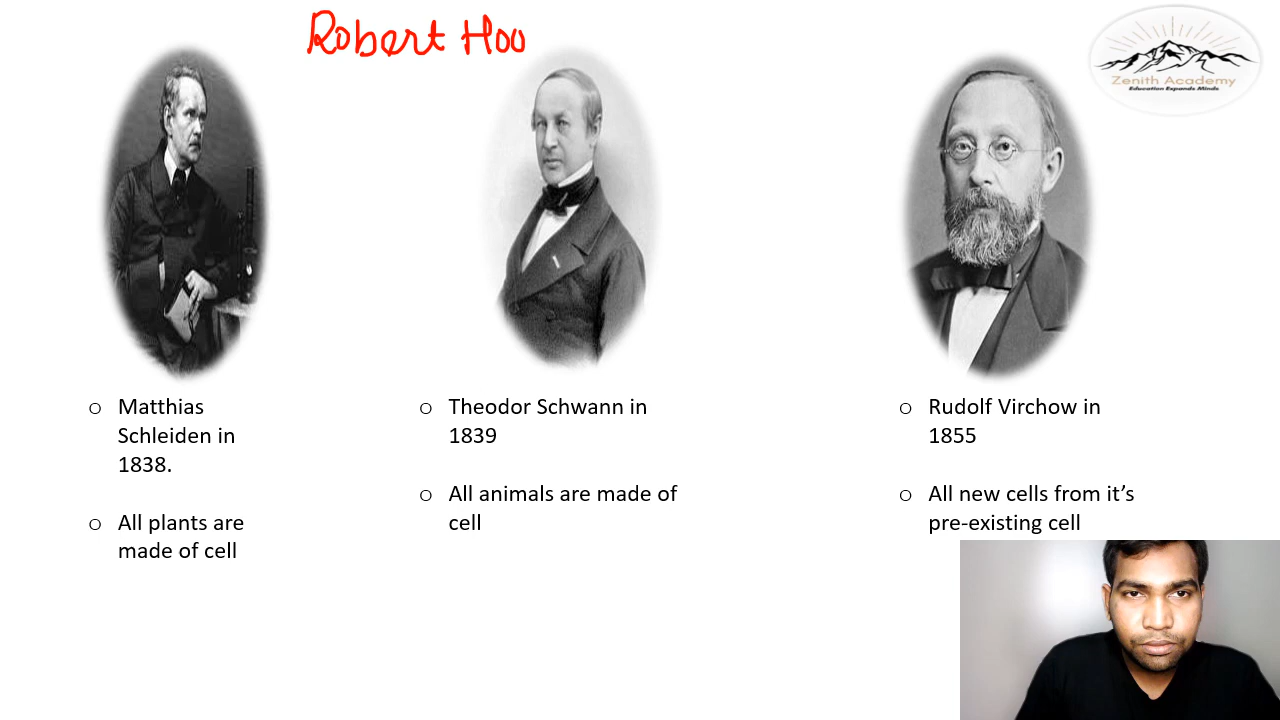 Robert Hoo
Zenith Academy
Education Expands Minds
Matthias
Schleiden in
1838.
All plants are
made of cell
Theodor Schwann in
1839
All animals are made of
cell
Rudolf Virchow in
1855
All new cells from it’s
pre-existing cell